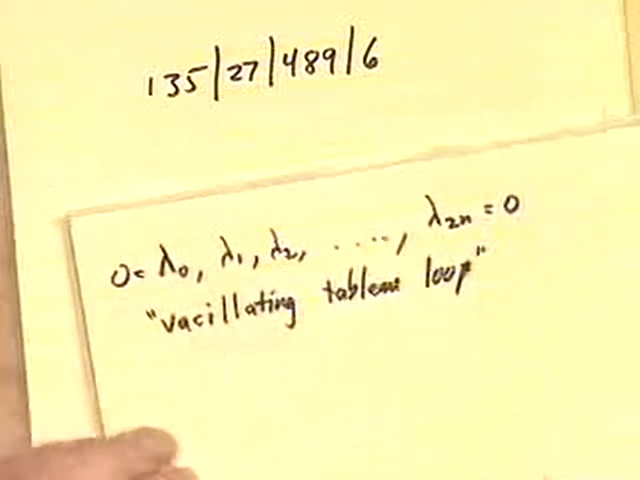 135|27|489|6
0=λ₀, λ₁, λ₂, ....., λ₂ₙ = 0
"vacillating tableau loop"